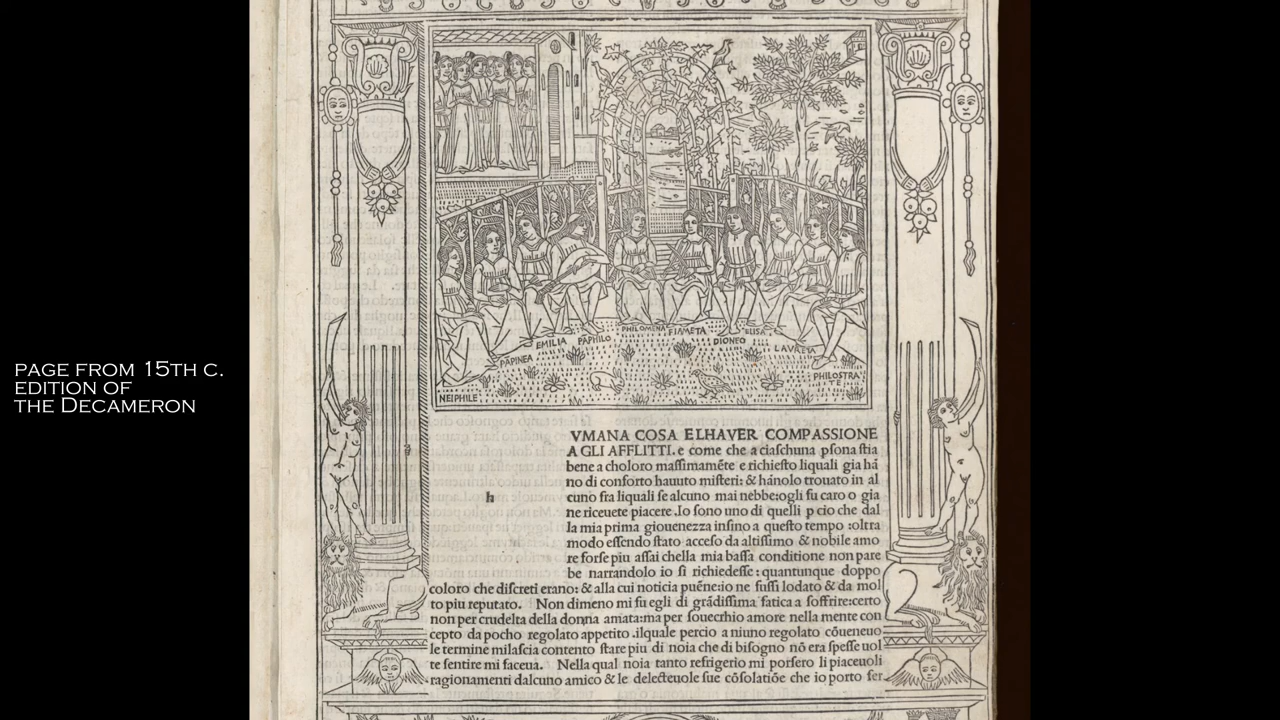 PAGE FROM 15TH C.
EDITION OF
THE DECAMERON
NEIPHILE
PĀPINEA
EMILIA
PĀPHILO
PHILOMENA
FIAMETA
DIONEO
ELISA
LAURETA
PHILOSTRA
TE
VMANA COSA ELHAVER COMPASSIONE
A GLI AFFLITTI. e come che a ciaſchuna pſona ſtia
bene a choloro maſſimamēte e richieſto liquali gia hā
no di conforto hauuto miſteri: & hānolo trouato in al
h
cuno fra liquali ſe alcuno mai nebbe:ogli fu caro o gia
ne riceuete piacere .Io ſono uno di quelli p cio che dal
la mia prima giouenezza inſino a queſto tempo :oltra
modo eſſendo ſtato acceſo da altiſſimo & nobile amo
re forſe piu aſſai chella mia baſſa conditione non pare
be narrandolo io ſi richiedeſſe : quantunque doppo
coloro che diſcreti erano: & alla cui noticia puēne:io ne fuſſi lodato & da mol
to piu reputato. Non dimeno mi fu egli di grādiſſima fatica a ſoffrire:certo
non per crudelta della donna amata:ma per ſouerchio amore nella mente con
cepto da pocho regolato appetito .ilquale percio a niuno regolato cōueneuo
le termine milaſcia contento ſtare piu di noia che di biſogno nō era ſpeſſe uol
te ſentire mi faceua. Nella qual noia tanto refrigerio mi porſero li piaceuoli
ragionamenti dalcuno amico & le delecteuole ſue cōſolatiōe che io porto fer